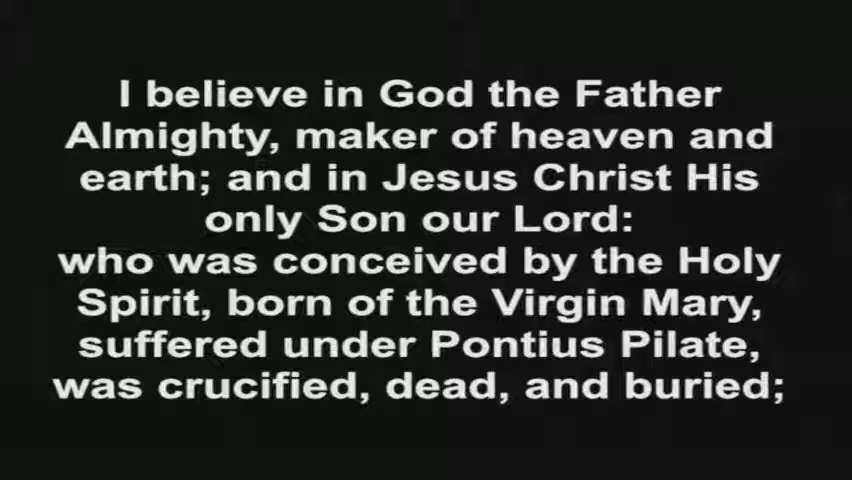 I believe in God the Father
Almighty, maker of heaven and
earth; and in Jesus Christ His
only Son our Lord:
who was conceived by the Holy
Spirit, born of the Virgin Mary,
suffered under Pontius Pilate,
was crucified, dead, and buried;